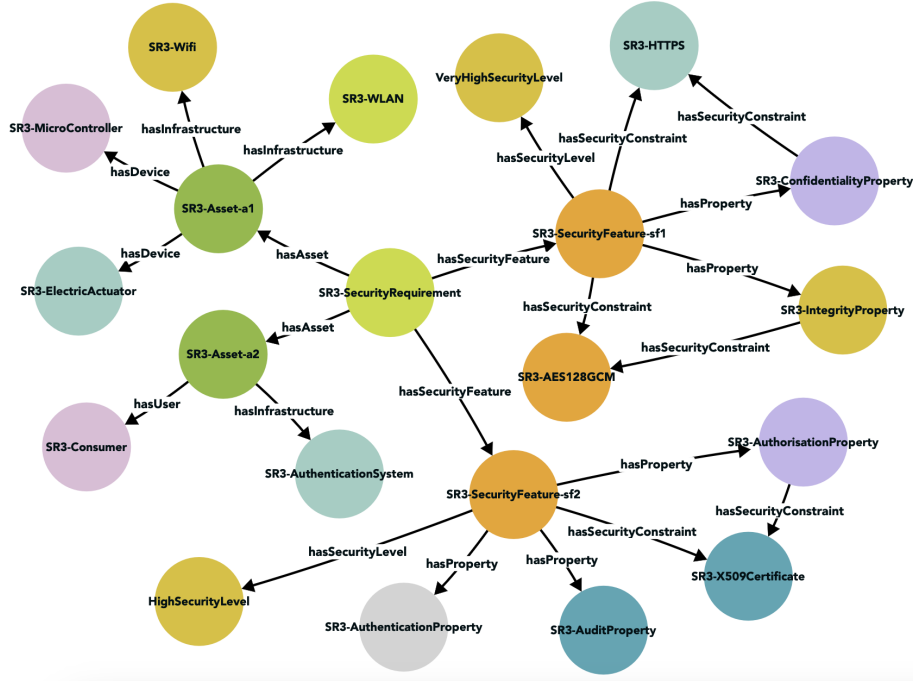 SR3-Wifi
SR3-HTTPS
VeryHighSecurityLevel
SR3-WLAN
SR3-MicroController
hasInfrastructure
hasSecurityConstraint
hasSecurityConstraint
hasInfrastructure
hasSecurityLevel
hasDevice
SR3-ConfidentialityProperty
SR3-Asset-a1
hasProperty
SR3-SecurityFeature-sf1
hasDevice
hasAsset
hasSecurityFeature
hasProperty
SR3-ElectricActuator
SR3-SecurityRequirement
hasSecurityConstraint
SR3-IntegrityProperty
hasAsset
SR3-Asset-a2
hasSecurityConstraint
SR3-AES128GCM
hasSecurityFeature
hasUser
hasInfrastructure
SR3-AuthorisationProperty
SR3-Consumer
hasProperty
SR3-AuthenticationSystem
SR3-SecurityFeature-sf2
hasSecurityConstraint
hasSecurityConstraint
hasSecurityLevel
hasProperty
hasProperty
SR3-X509Certificate
HighSecurityLevel
SR3-AuthenticationProperty
SR3-AuditProperty